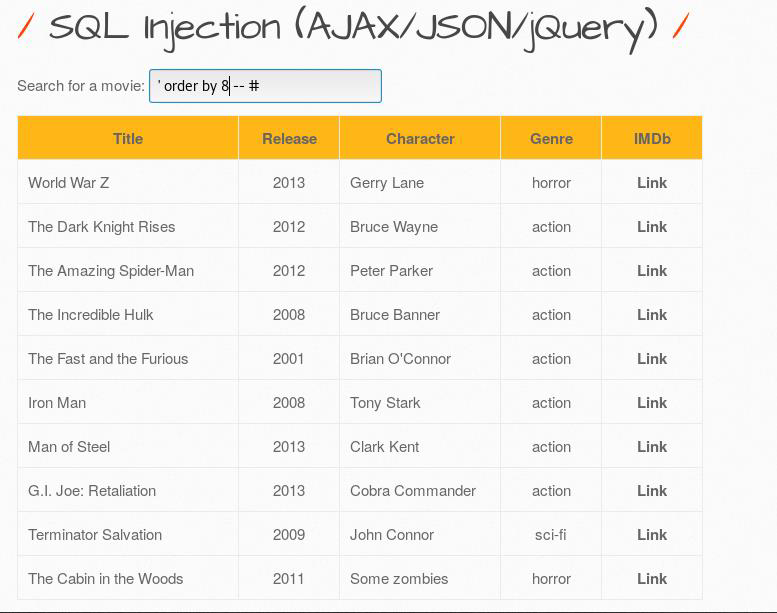 / SQL Injection (AJAX/JSON/jQuery) /
Search for a movie: ' order by 8 -- #
Title Release Character Genre IMDb
World War Z 2013 Gerry Lane horror Link
The Dark Knight Rises 2012 Bruce Wayne action Link
The Amazing Spider-Man 2012 Peter Parker action Link
The Incredible Hulk 2008 Bruce Banner action Link
The Fast and the Furious 2001 Brian O'Connor action Link
Iron Man 2008 Tony Stark action Link
Man of Steel 2013 Clark Kent action Link
G.I. Joe: Retaliation 2013 Cobra Commander action Link
Terminator Salvation 2009 John Connor sci-fi Link
The Cabin in the Woods 2011 Some zombies horror Link